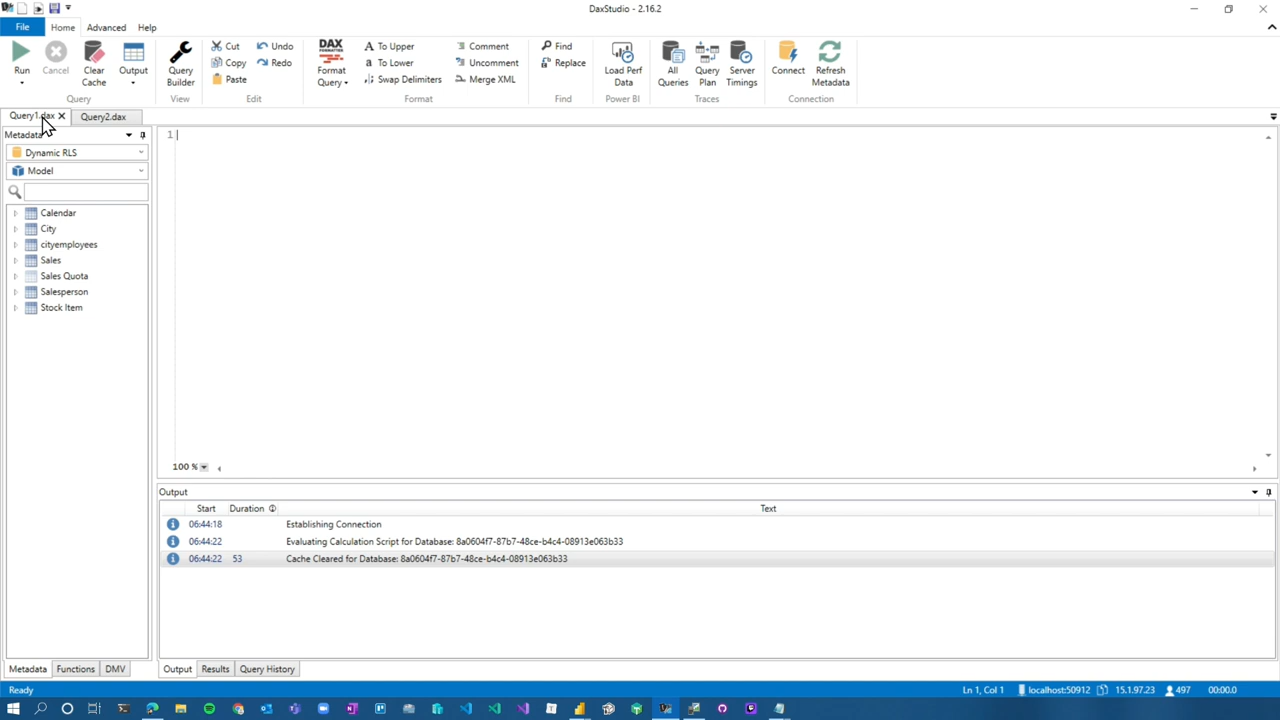 DaxStudio - 2.16.2
File Home Advanced Help
Run
Cancel
Clear
Cache
Output
Query
Query
Builder
View
Cut
Copy
Paste
Undo
Redo
Edit
DAX
FORMATTER
Format
Query
To Upper
To Lower
Swap Delimiters
Comment
Uncomment
Merge XML
Format
Find
Replace
Find
Load Perf
Data
Power BI
All
Queries
Query
Plan
Server
Timings
Traces
Connect
Refresh
Metadata
Connection
Query1.dax Query2.dax
Metadata
Dynamic RLS
Model
Calendar
City
cityemployees
Sales
Sales Quota
Salesperson
Stock Item
1
100 %
Output
Start Duration Text
06:44:18 Establishing Connection
06:44:22 Evaluating Calculation Script for Database: 8a0604f7-87b7-48ce-b4c4-08913e063b33
06:44:22 53 Cache Cleared for Database: 8a0604f7-87b7-48ce-b4c4-08913e063b33
Metadata Functions DMV
Output Results Query History
Ready Ln 1, Col 1 localhost:50912 15.1.97.23 497 00:00.0